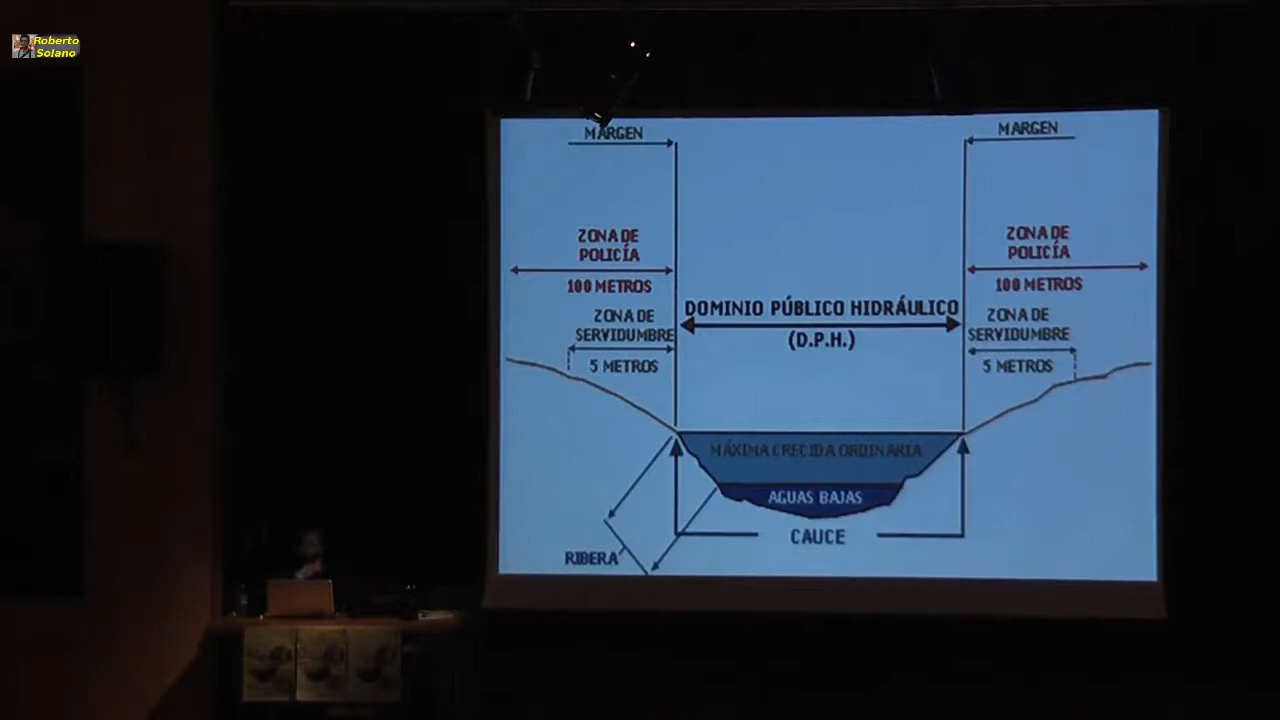 Roberto
Solano
MARGEN
MARGEN
ZONA DE
POLICÍA
100 METROS
ZONA DE
POLICÍA
100 METROS
DOMINIO PÚBLICO HIDRÁULICO
(D.P.H.)
ZONA DE
SERVIDUMBRE
5 METROS
ZONA DE
SERVIDUMBRE
5 METROS
MÁXIMA CRECIDA ORDINARIA
AGUAS BAJAS
CAUCE
RIBERA